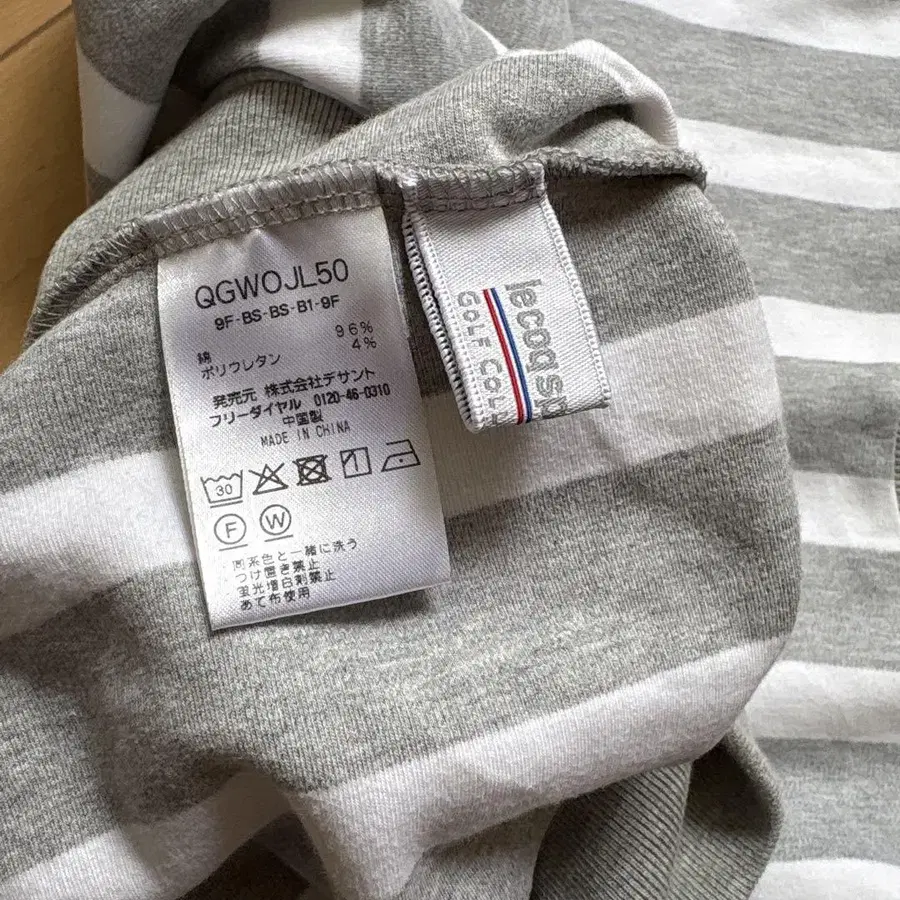 QGWOJL50
9F-BS-BS-B1-9F
綿 96%
ポリウレタン 4%
発売元 株式会社デサント
フリーダイヤル 0120-46-0310
中国製
MADE IN CHINA
30
F W
同系色と一緒に洗う
つけ置き禁止
蛍光増白剤禁止
あて布使用
le coq sp
GOLF COL